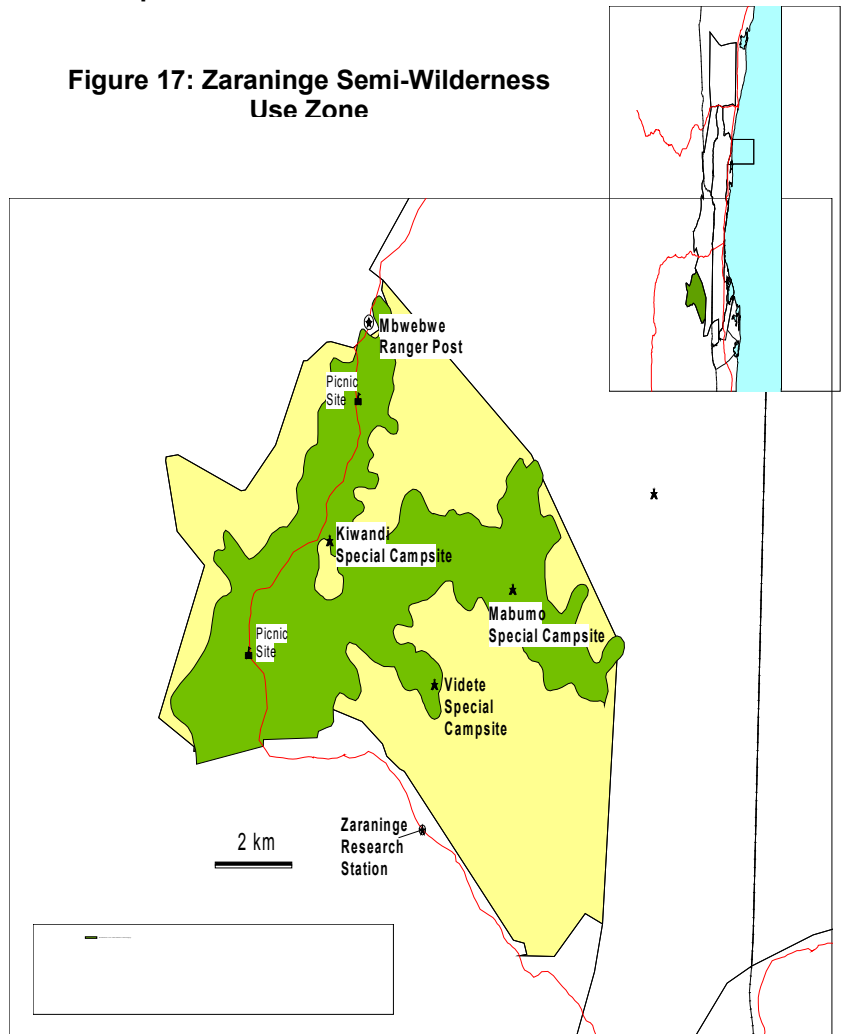 Figure 17: Zaraninge Semi-Wilderness
Use Zone
Mbwebwe
Ranger Post
Picnic
Site
Kiwandi
Special Campsite
Mabumo
Special Campsite
Picnic
Site
Videte
Special
Campsite
Zaraninge
Research
Station
2 km